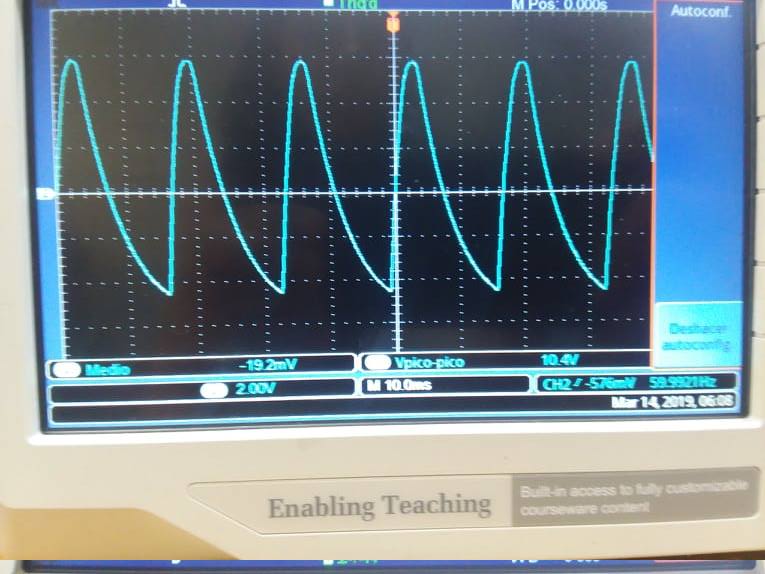 M Pos: 0.000s
Autoconf.
Medio -19.2mV Vpico-pico 10.4V
2.00V M 10.0ms CH2 -576mV 59.9921Hz
Mar 14, 2019, 06:08
Deshacer
autoconfig
Enabling Teaching
Built-in access to fully customizable
courseware content